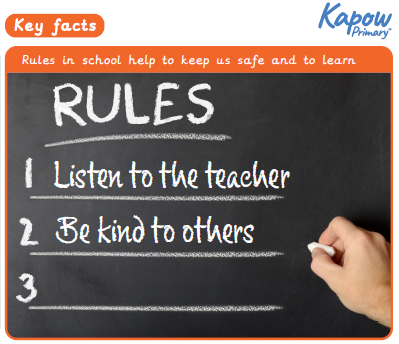 Key facts
Kapow
Primary
Rules in school help to keep us safe and to learn
RULES
1 Listen to the teacher
2 Be kind to others
3